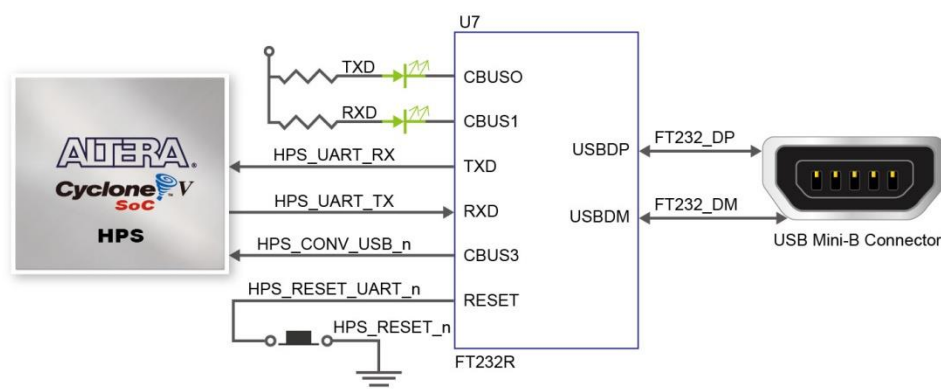 U7
TXD
CBUSO
RXD
CBUS1
ALTERA.
Cyclone V
SoC
HPS
HPS_UART_RX
TXD
HPS_UART_TX
RXD
HPS_CONV_USB_n
CBUS3
HPS_RESET_UART_n
RESET
HPS_RESET_n
FT232R
USBDP
FT232_DP
USBDM
FT232_DM
USB Mini-B Connector